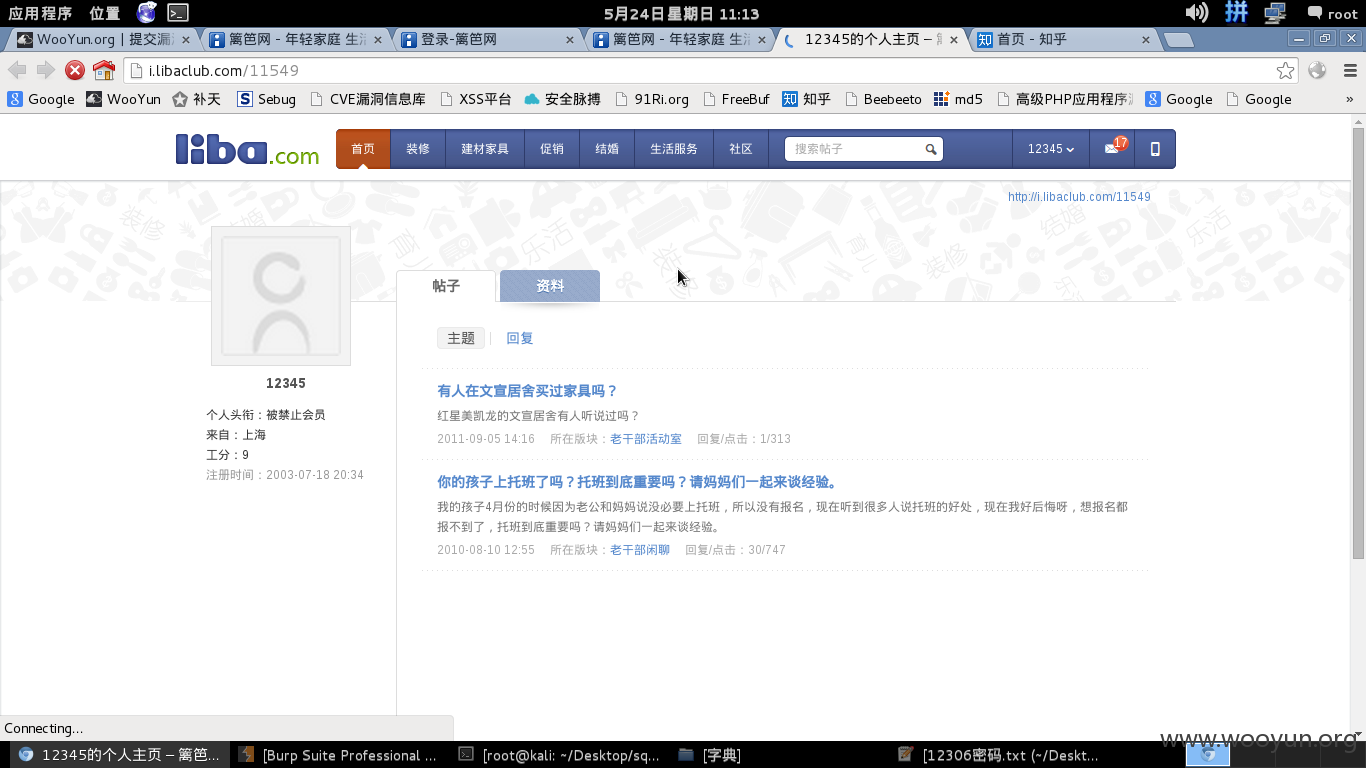 应用程序 位置 5月24日星期日 11:13 拼 root
WooYun.org | 提交漏 篱笆网 - 年轻家庭 生 登录-篱笆网 篱笆网 - 年轻家庭 生 12345的个人主页 – 首页 - 知乎
i.libaclub.com/11549
Google WooYun 补天 Sebug CVE漏洞信息库 XSS平台 安全脉搏 91Ri.org FreeBuf 知乎 Beebeeto md5 高级PHP应用程序 Google Google »
liba.com 首页 装修 建材家具 促销 结婚 生活服务 社区 搜索帖子 12345 17
http://i.libaclub.com/11549
帖子 资料
主题 回复
12345
个人头衔：被禁止会员
来自：上海
工分：9
注册时间：2003-07-18 20:34
有人在文宣居舍买过家具吗？
红星美凯龙的文宣居舍有人听说过吗？
2011-09-05 14:16 所在版块：老干部活动室 回复/点击：1/313
你的孩子上托班了吗？托班到底重要吗？请妈妈们一起来谈经验。
我的孩子4月份的时候因为老公和妈妈说没必要上托班，所以没有报名，现在听到很多人说托班的好处，现在我好后悔呀，想报名都
报不到了，托班到底重要吗？请妈妈们一起来谈经验。
2010-08-10 12:55 所在版块：老干部闲聊 回复/点击：30/747
Connecting...
www.wooyun.org
12345的个人主页 – 篱笆... [Burp Suite Professional ... [root@kali: ~/Desktop/sq... [字典] [12306密码.txt (~/Deskt...